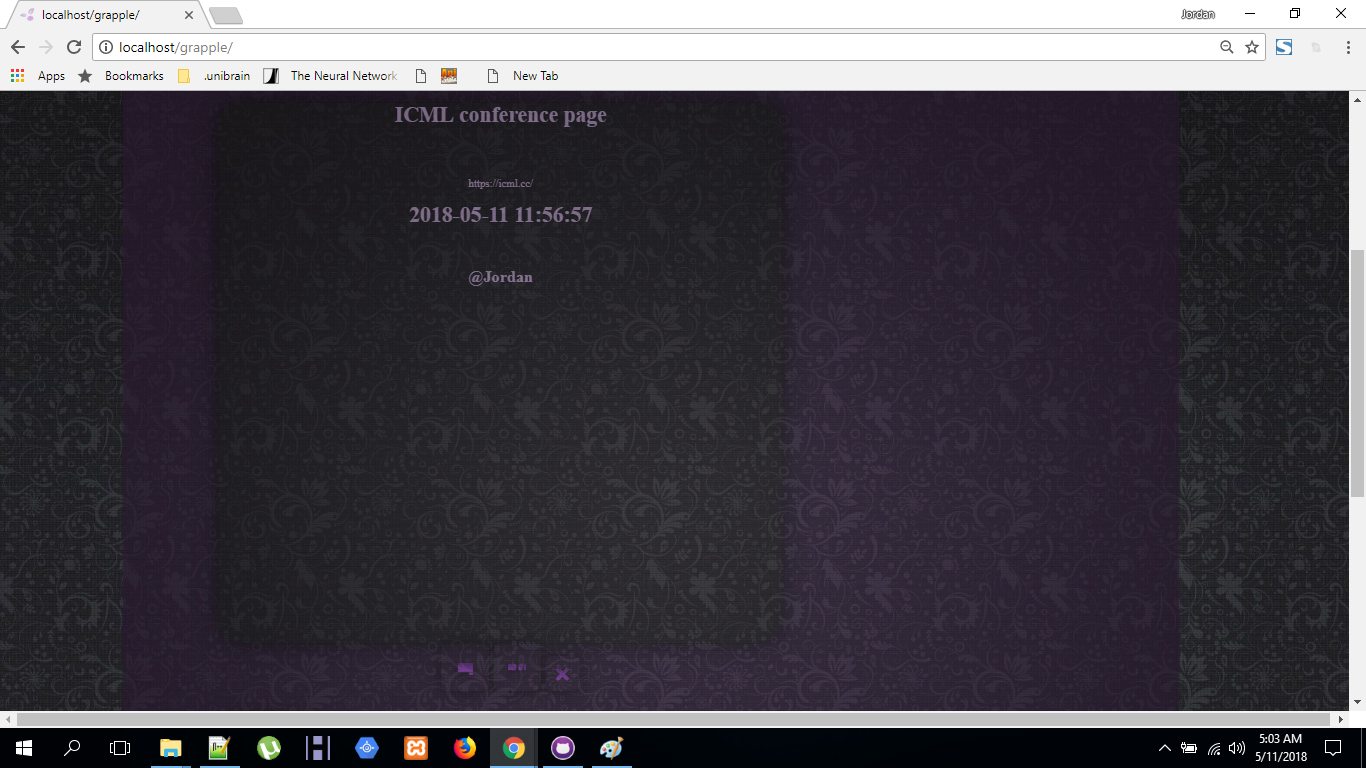 localhost/grapple/
Jordan
localhost/grapple/
Apps
Bookmarks
.unibrain
The Neural Network
New Tab
ICML conference page
https://icml.cc/
2018-05-11 11:56:57
@Jordan
5:03 AM
5/11/2018